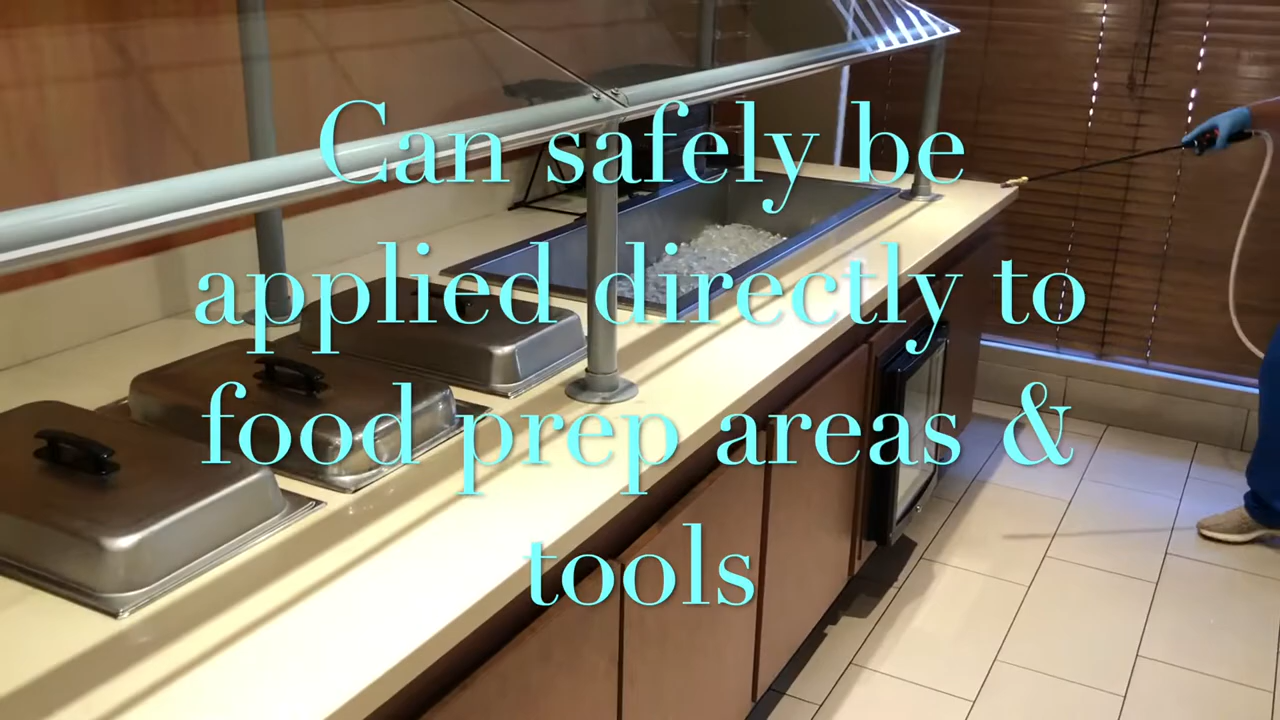 Can safely be
applied directly to
food prep areas &
tools